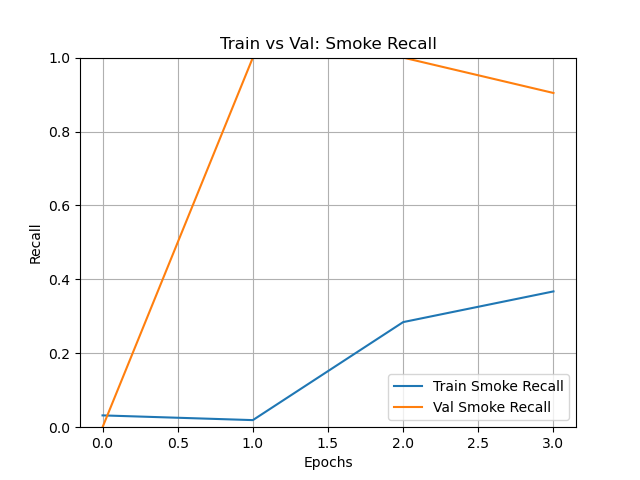 Train vs Val: Smoke Recall
1.0
0.8
0.6
0.4
0.2
0.0
Recall
0.0 0.5 1.0 1.5 2.0 2.5 3.0
Epochs
Train Smoke Recall
Val Smoke Recall